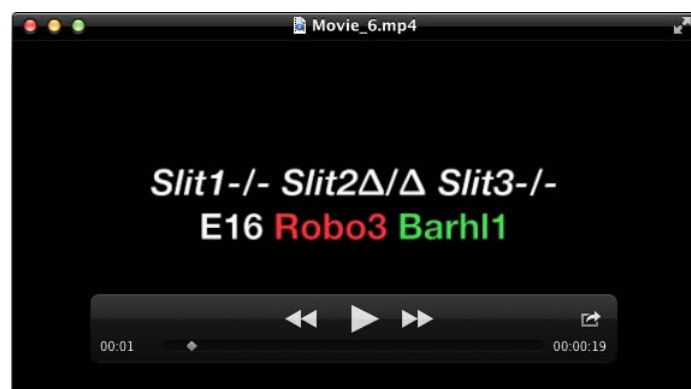 Movie_6.mp4
Slit1-/- Slit2Δ/Δ Slit3-/-
E16 Robo3 Barhl1
00:01 00:00:19